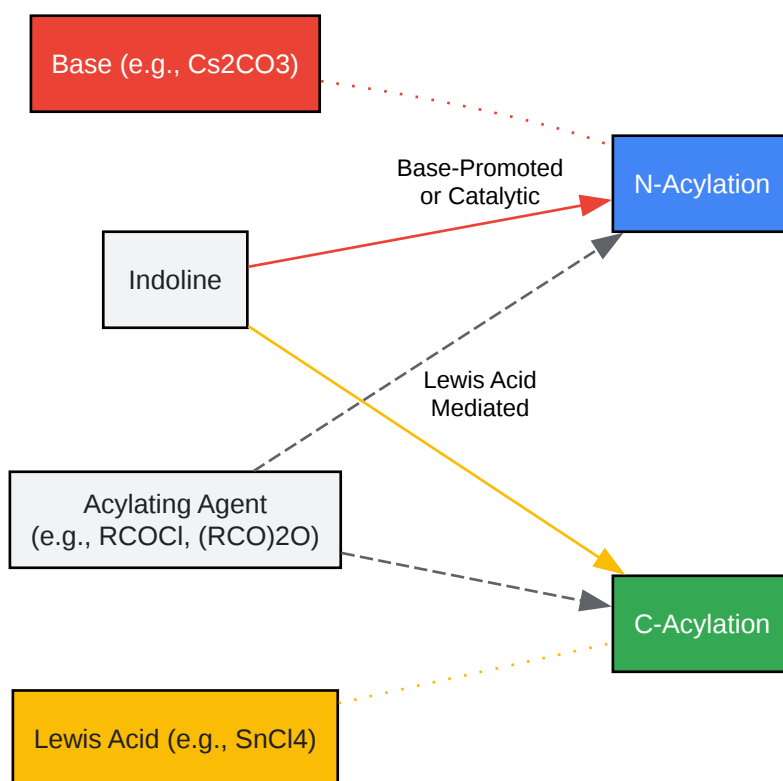 Base (e.g., Cs2CO3)
Base-Promoted
or Catalytic
N-Acylation
Indoline
Lewis Acid
Mediated
Acylating Agent
(e.g., RCOCl, (RCO)2O)
C-Acylation
Lewis Acid (e.g., SnCl4)